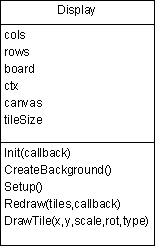 Display
cols
rows
board
ctx
canvas
tileSize
Init(callback)
CreateBackground()
Setup()
Redraw(tiles,callback)
DrawTile(x,y,scale,rot,type)